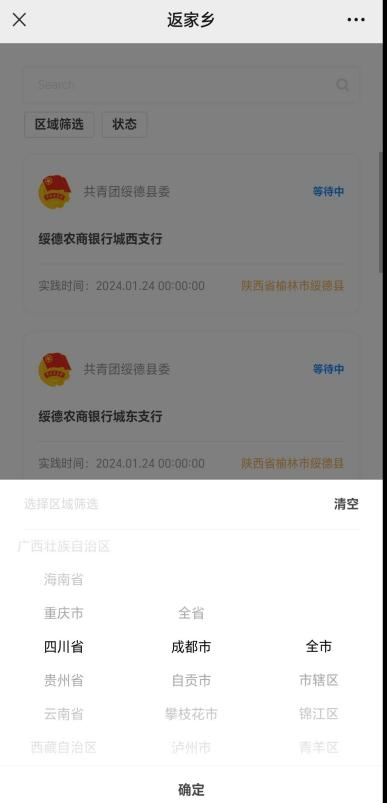 返家乡
Search
区域筛选 状态
共青团绥德县委 等待中
绥德农商银行城西支行
实践时间：2024.01.24 00:00:00 陕西省榆林市绥德县
共青团绥德县委 等待中
绥德农商银行城东支行
实践时间：2024.01.24 00:00:00 陕西省榆林市绥德县
选择区域筛选 清空
广西壮族自治区
海南省
重庆市 全省
四川省 成都市 全市
贵州省 自贡市 市辖区
云南省 攀枝花市 锦江区
西藏自治区 泸州市 青羊区
确定